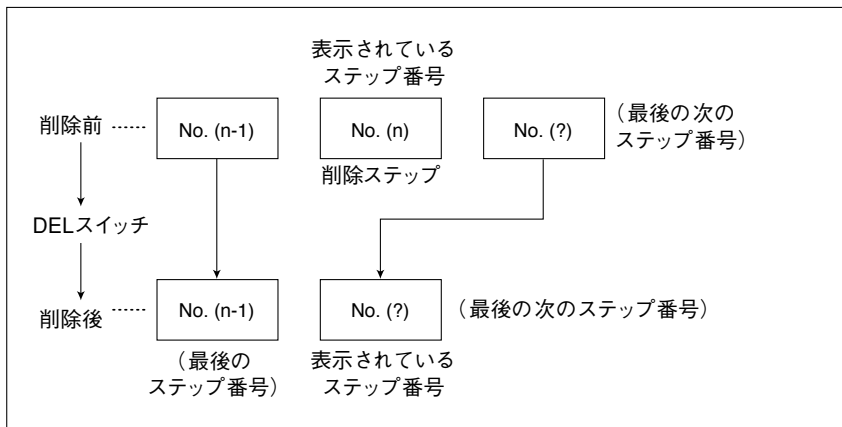 表示されている
ステップ番号
削除前
No. (n-1)
No. (n)
No. (?)
（最後の次の
ステップ番号）
削除ステップ
DELスイッチ
削除後
No. (n-1)
No. (?)
（最後の次のステップ番号）
（最後の
ステップ番号）
表示されている
ステップ番号